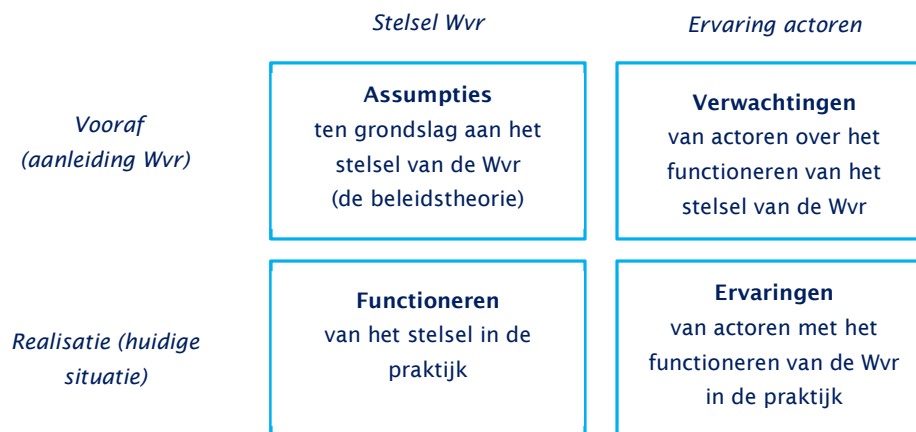 Stelsel Wvr
Ervaring actoren
Vooraf
(aanleiding Wvr)
Assumpties
ten grondslag aan het
stelsel van de Wvr
(de beleidstheorie)
Verwachtingen
van actoren over het
functioneren van het
stelsel van de Wvr
Realisatie (huidige
situatie)
Functioneren
van het stelsel in de
praktijk
Ervaringen
van actoren met het
functioneren van de Wvr
in de praktijk